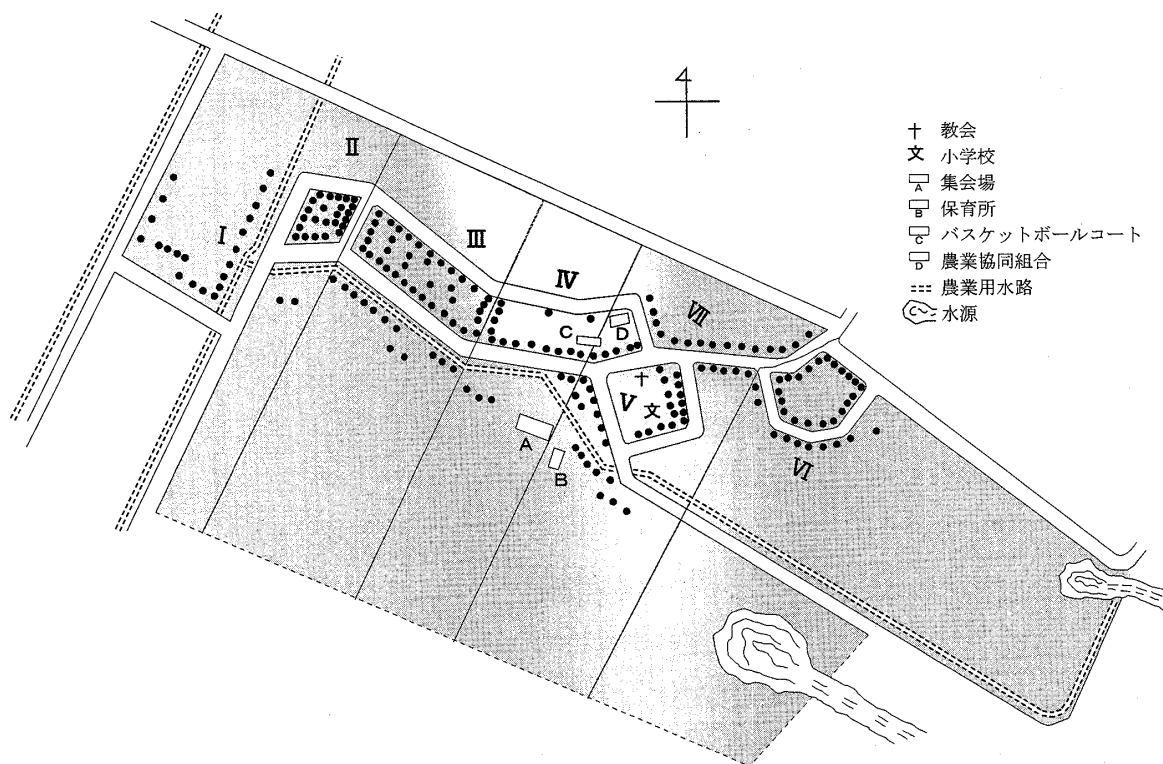 4
† 教会
文 小学校
A 集会場
B 保育所
C バスケットボールコート
D 農業協同組合
農業用水路
水源
I
II
III
IV
V
VI
VII
A
B
C
D
†
文